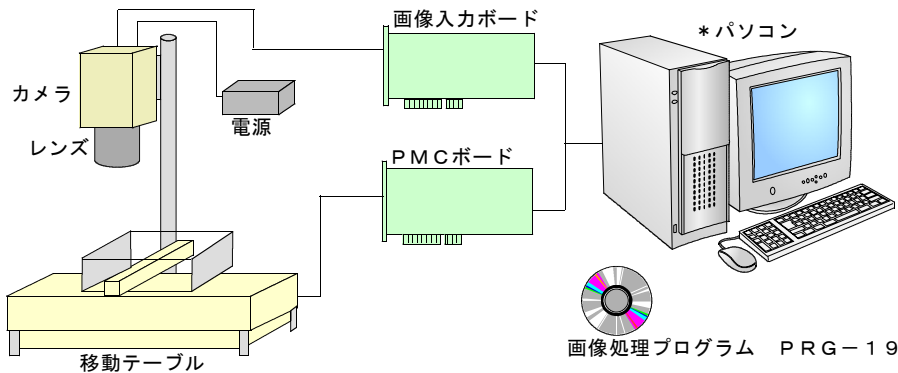 画像入力ボード
＊パソコン
カメラ
電源
レンズ
ＰＭＣボード
移動テーブル
画像処理プログラム　ＰＲＧ－１９